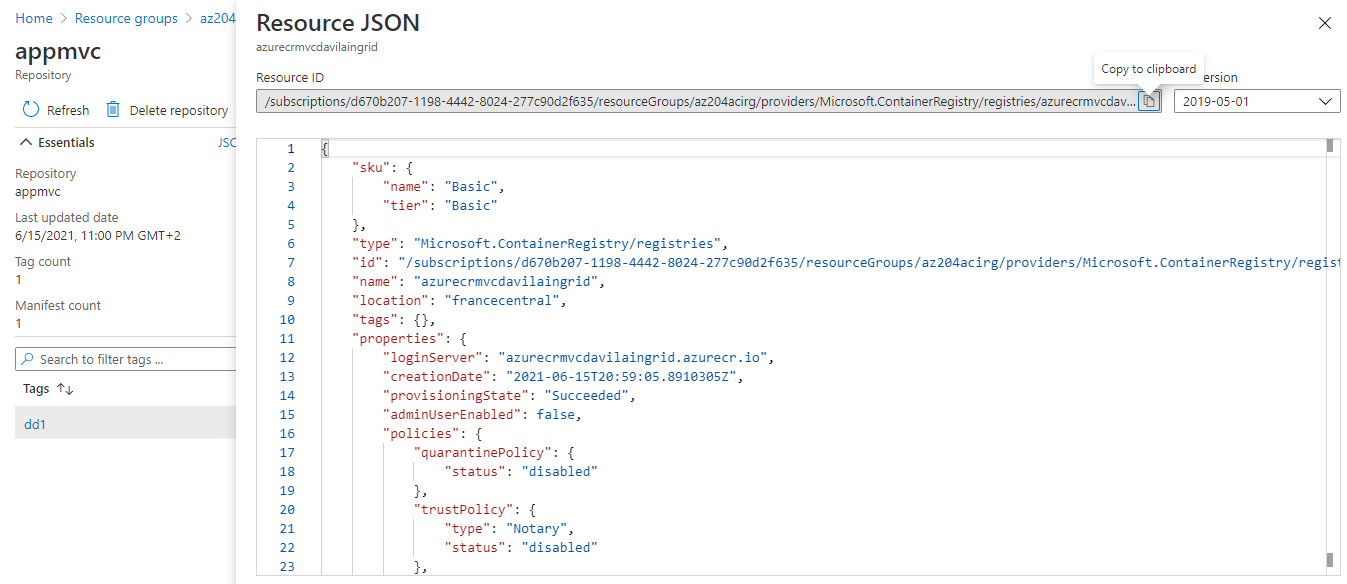 Home > Resource groups > az204
appmvc
Repository
Refresh Delete repository
Essentials
JSC
Repository
appmvc
Last updated date
6/15/2021, 11:00 PM GMT+2
Tag count
1
Manifest count
1
Search to filter tags ...
Tags
dd1
Resource JSON
azurecrmvcdavilaingrid
Copy to clipboard
Resource ID
ersion
/subscriptions/d670b207-1198-4442-8024-277c90d2f635/resourceGroups/az204acirg/providers/Microsoft.ContainerRegistry/registries/azurecrmvcdav...
2019-05-01
1 {
2 "sku": {
3 "name": "Basic",
4 "tier": "Basic"
5 },
6 "type": "Microsoft.ContainerRegistry/registries",
7 "id": "/subscriptions/d670b207-1198-4442-8024-277c90d2f635/resourceGroups/az204acirg/providers/Microsoft.ContainerRegistry/regist
8 "name": "azurecrmvcdavilaingrid",
9 "location": "francecentral",
10 "tags": {},
11 "properties": {
12 "loginServer": "azurecrmvcdavilaingrid.azurecr.io",
13 "creationDate": "2021-06-15T20:59:05.8910305Z",
14 "provisioningState": "Succeeded",
15 "adminUserEnabled": false,
16 "policies": {
17 "quarantinePolicy": {
18 "status": "disabled"
19 },
20 "trustPolicy": {
21 "type": "Notary",
22 "status": "disabled"
23 },